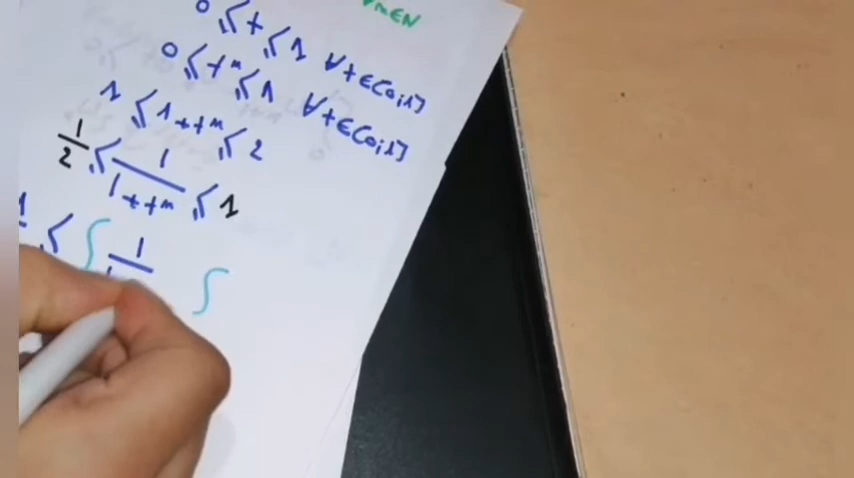 ∀n∈N
0 ≤ t ≤ 1 ∀t∈[0;1]
0 ≤ tⁿ ≤ 1 ∀t∈[0;1]
1 ≤ 1+tⁿ ≤ 2
1/2 ≤ 1/(1+tⁿ) ≤ 1
≤ ∫ 1 ∫